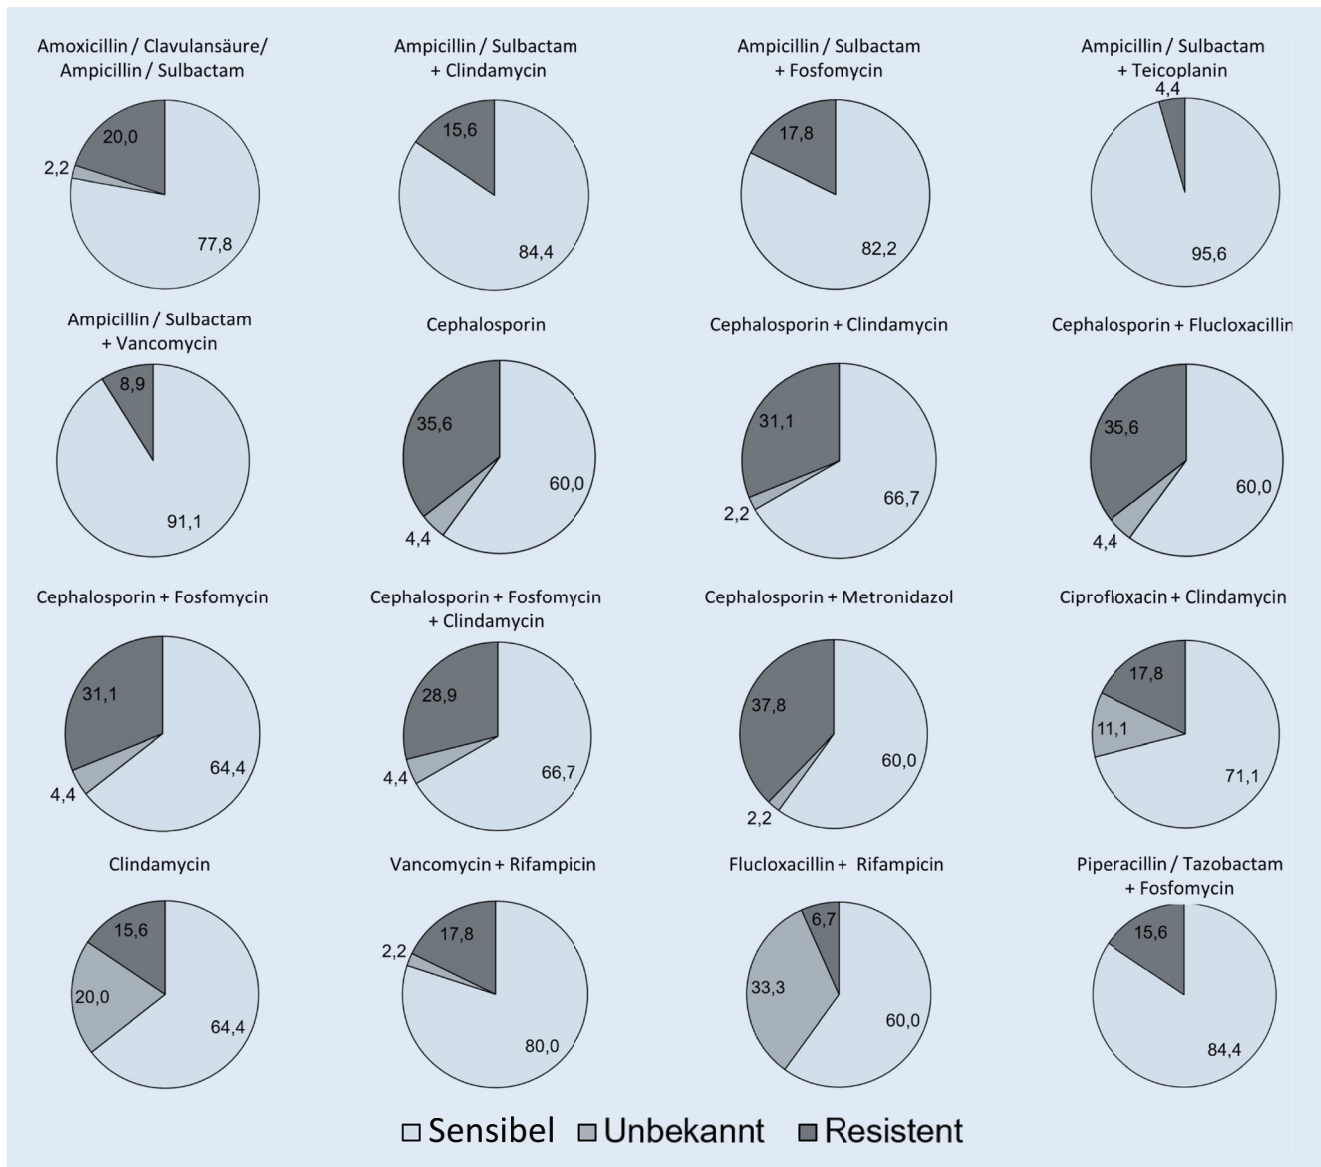 Amoxicillin / Clavulansäure/
Ampicillin / Sulbactam
20,0
2,2
77,8
Ampicillin / Sulbactam
+ Clindamycin
15,6
84,4
Ampicillin / Sulbactam
+ Fosfomycin
17,8
82,2
Ampicillin / Sulbactam
+ Teicoplanin
4,4
95,6
Ampicillin / Sulbactam
+ Vancomycin
8,9
91,1
Cephalosporin
35,6
60,0
4,4
Cephalosporin + Clindamycin
31,1
66,7
2,2
Cephalosporin + Flucloxacillin
35,6
60,0
4,4
Cephalosporin + Fosfomycin
31,1
64,4
4,4
Cephalosporin + Fosfomycin
+ Clindamycin
28,9
66,7
4,4
Cephalosporin + Metronidazol
37,8
60,0
2,2
Ciprofloxacin + Clindamycin
17,8
11,1
71,1
Clindamycin
15,6
20,0
64,4
Vancomycin + Rifampicin
17,8
2,2
80,0
Flucloxacillin + Rifampicin
6,7
33,3
60,0
Piperacillin / Tazobactam
+ Fosfomycin
15,6
84,4
Sensibel Unbekannt Resistent